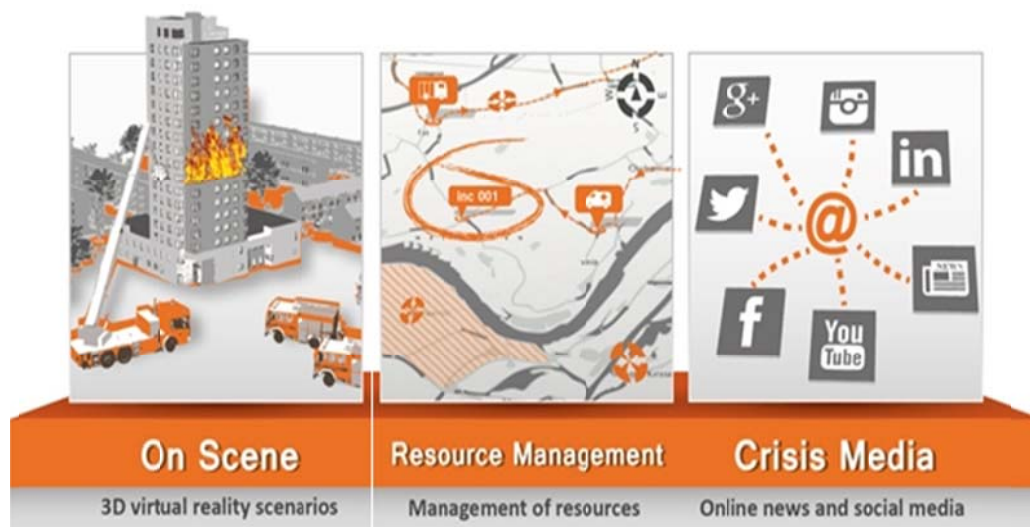 N
W
E
S
Inc 001
g+
in
@
NEWS
f
You
Tube
On Scene
Resource Management
Crisis Media
3D virtual reality scenarios
Management of resources
Online news and social media